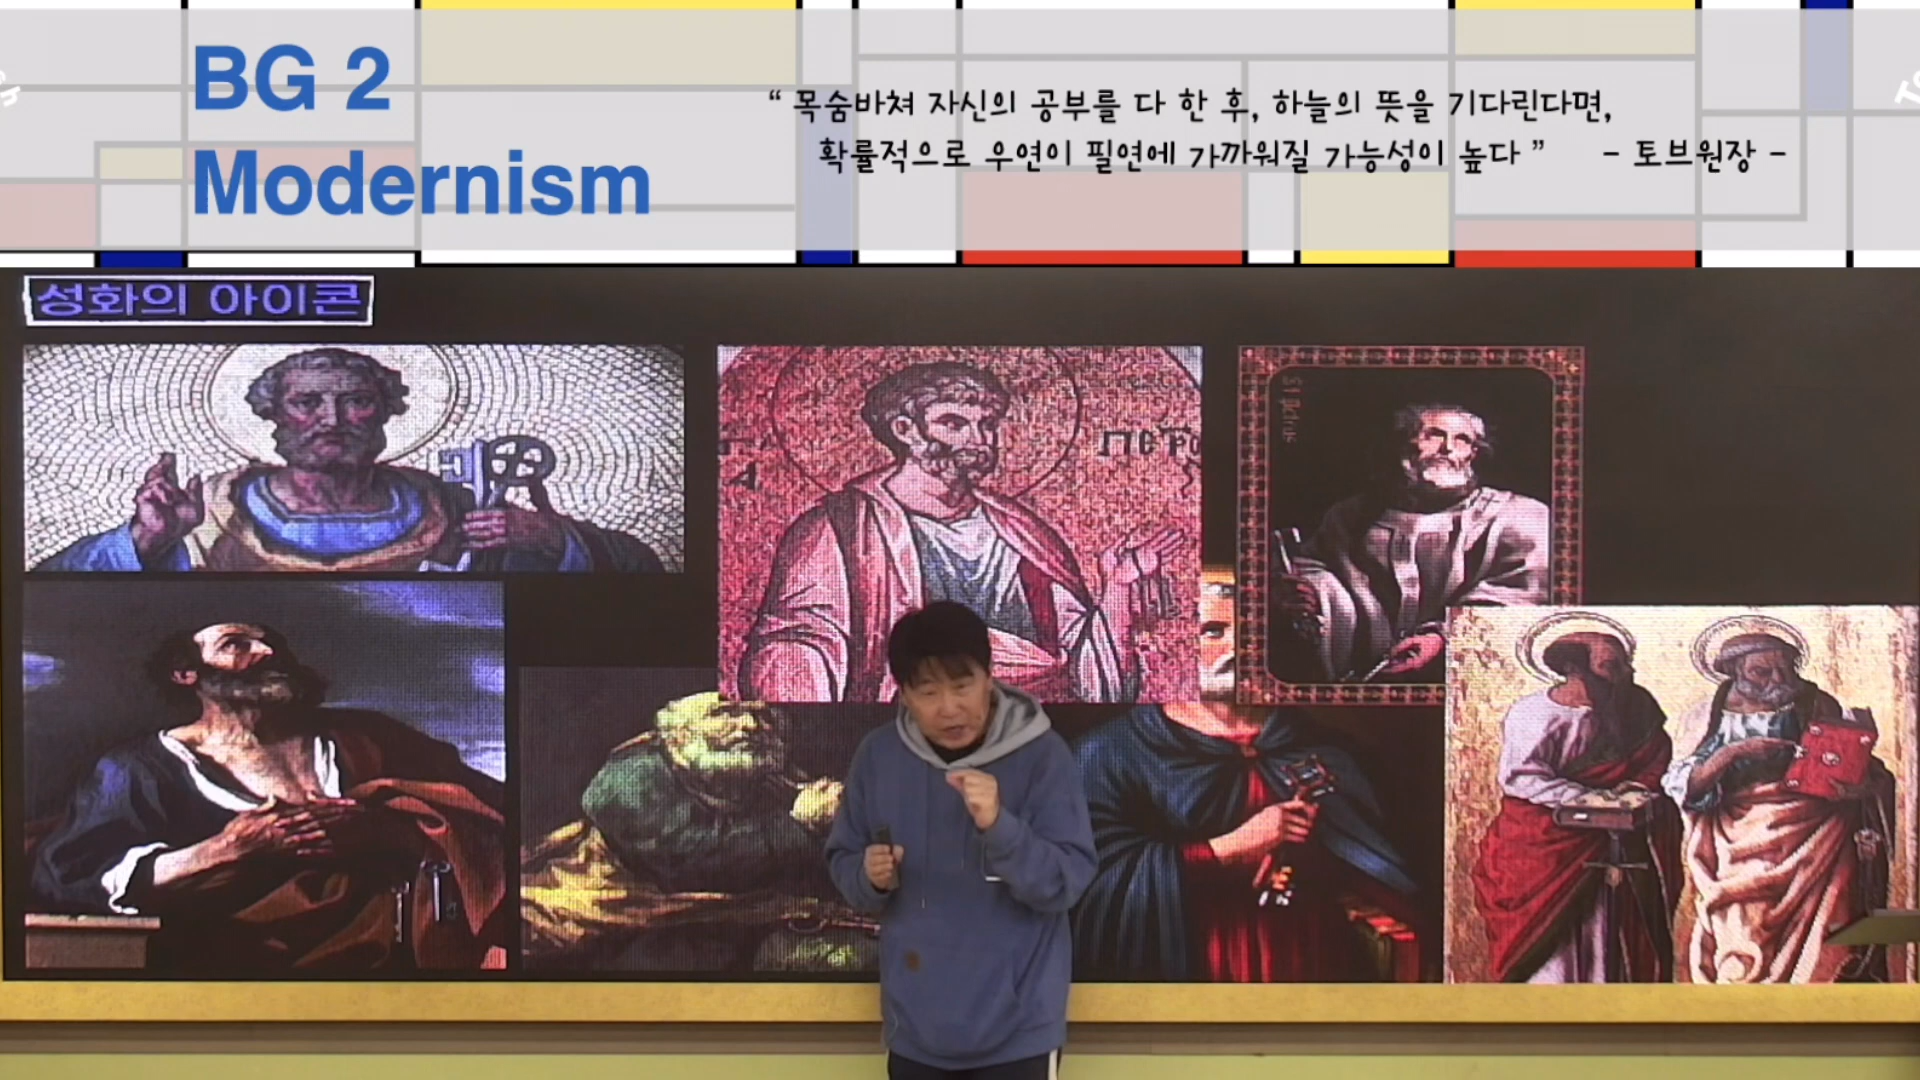 BG 2
Modernism
“ 목숨바쳐 자신의 공부를 다 한 후, 하늘의 뜻을 기다린다면,
확률적으로 우연이 필연에 가까워질 가능성이 높다 ” - 토브원장 -
성화의 아이콘